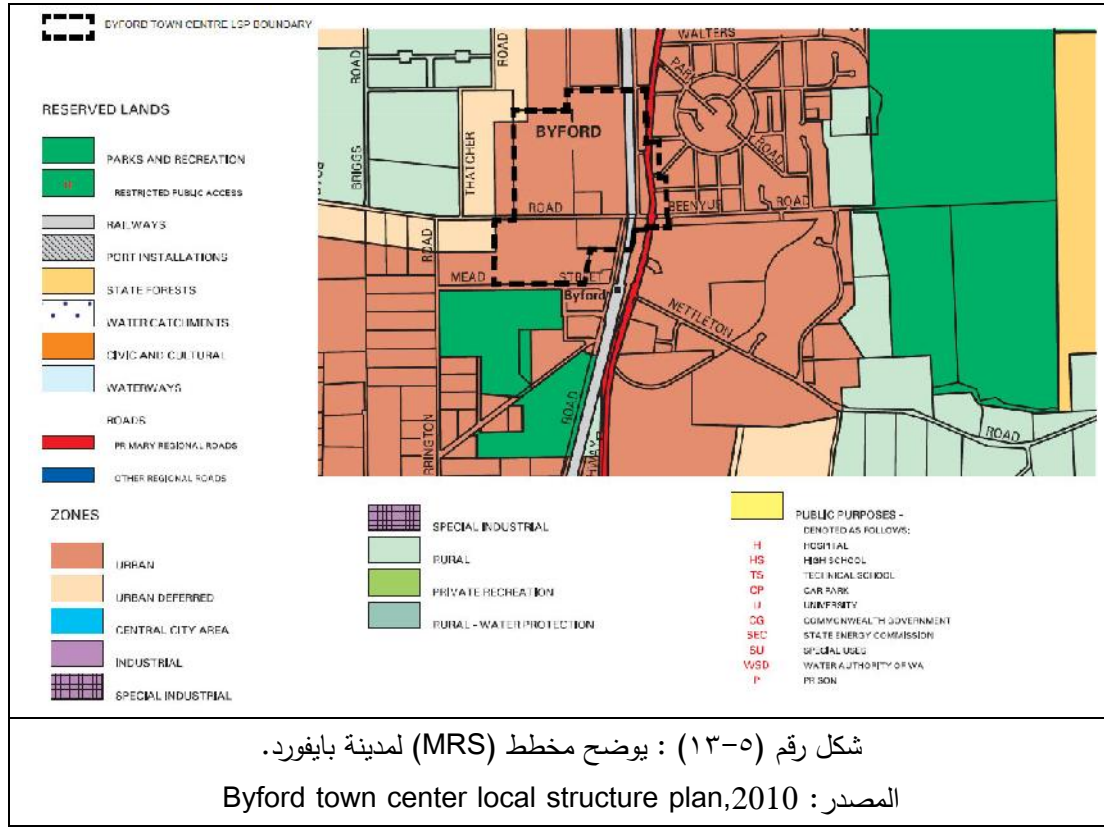 BYFORD TOWN CENTRE LSP BOUNDARY
RESERVED LANDS
PARKS AND RECREATION
RESTRICTED PUBLIC ACCESS
RAILWAYS
PORT INSTALLATIONS
STATE FORESTS
WATER CATCHMENTS
CIVIC AND CULTURAL
WATERWAYS
ROADS
PRIMARY REGIONAL ROADS
OTHER REGIONAL ROADS
ZONES
URBAN
URBAN DEFERRED
CENTRAL CITY AREA
INDUSTRIAL
SPECIAL INDUSTRIAL
WALTERS
ROAD
ROAD
PARK
ROAD
BYFORD
BRIGGS
THATCHER
ROAD
BEENYUP
ROAD
ROAD
MEAD
STREET
Byford
NETTLETON
ROAD
ROAD
SPECIAL INDUSTRIAL
RURAL
PRIVATE RECREATION
RURAL - WATER PROTECTION
PUBLIC PURPOSES -
DENOTED AS FOLLOWS:
H HOSPITAL
HS HIGH SCHOOL
TS TECHNICAL SCHOOL
CP CAR PARK
U UNIVERSITY
CG COMMONWEALTH GOVERNMENT
SEC STATE ENERGY COMMISSION
SU SPECIAL USES
WSD WATER AUTHORITY OF WA
P PRISON
شكل رقم (٥-١٣) : يوضح مخطط (MRS) لمدينة بايفورد.
المصدر : Byford town center local structure plan,2010